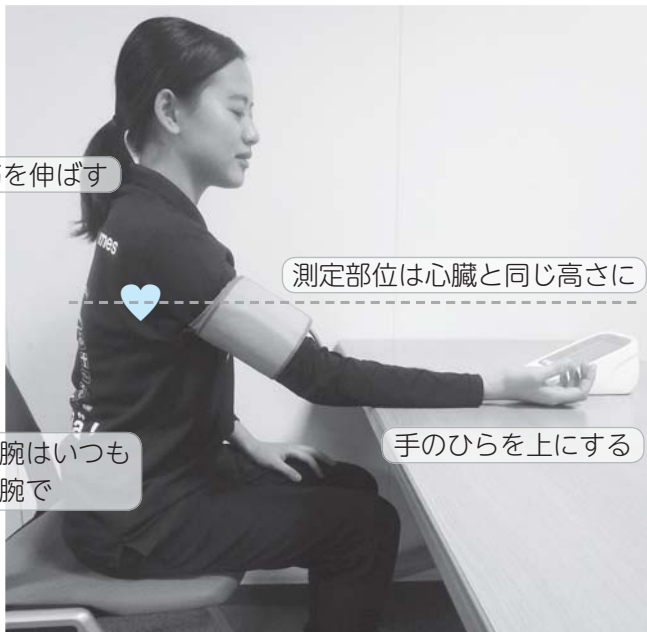 を伸ばす
測定部位は心臓と同じ高さに
手のひらを上にする
腕はいつも
腕で